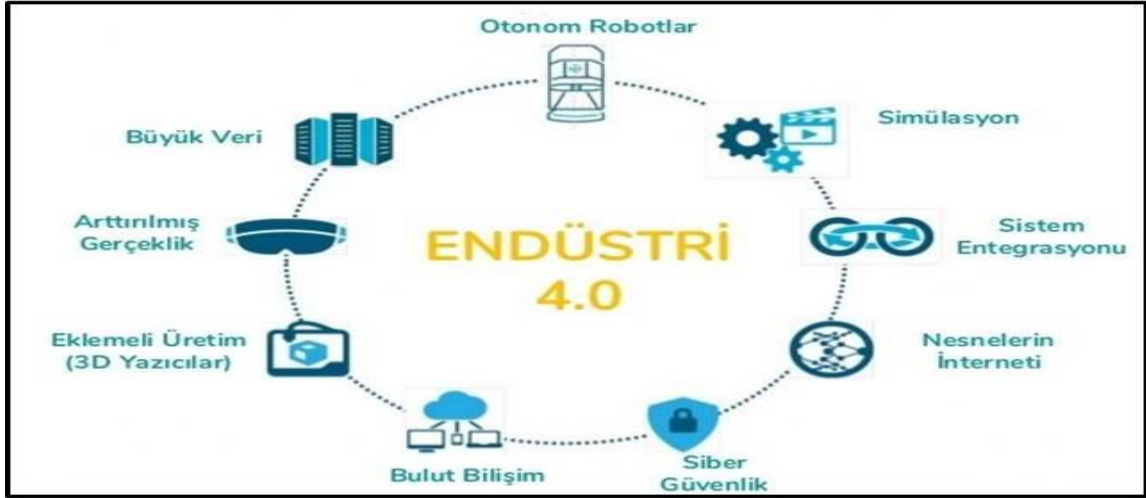 Otonom Robotlar
Simülasyon
Büyük Veri
Arttırılmış
Gerçeklik
Sistem
Entegrasyonu
ENDÜSTRİ
4.0
Eklemeli Üretim
(3D Yazıcılar)
Nesnelerin
İnterneti
Bulut Bilişim
Siber
Güvenlik